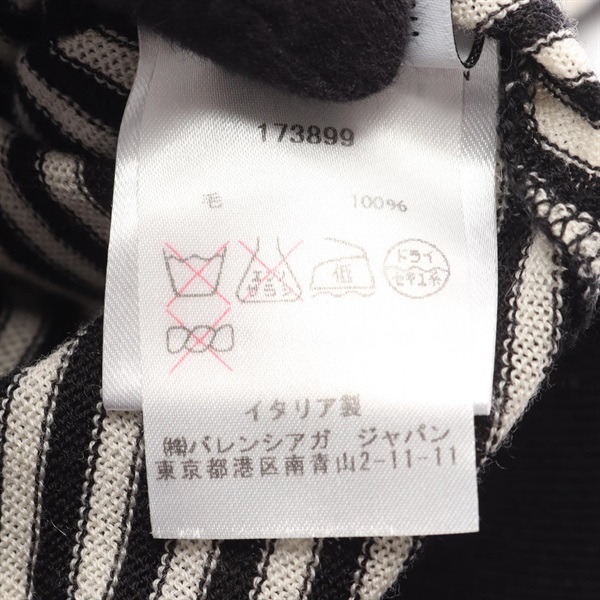 173899
毛 100%
エンソ サラシ 低 ドライ
セキユ系
イタリア製
㈱バレンシアガ ジャパン
東京都港区南青山2-11-11